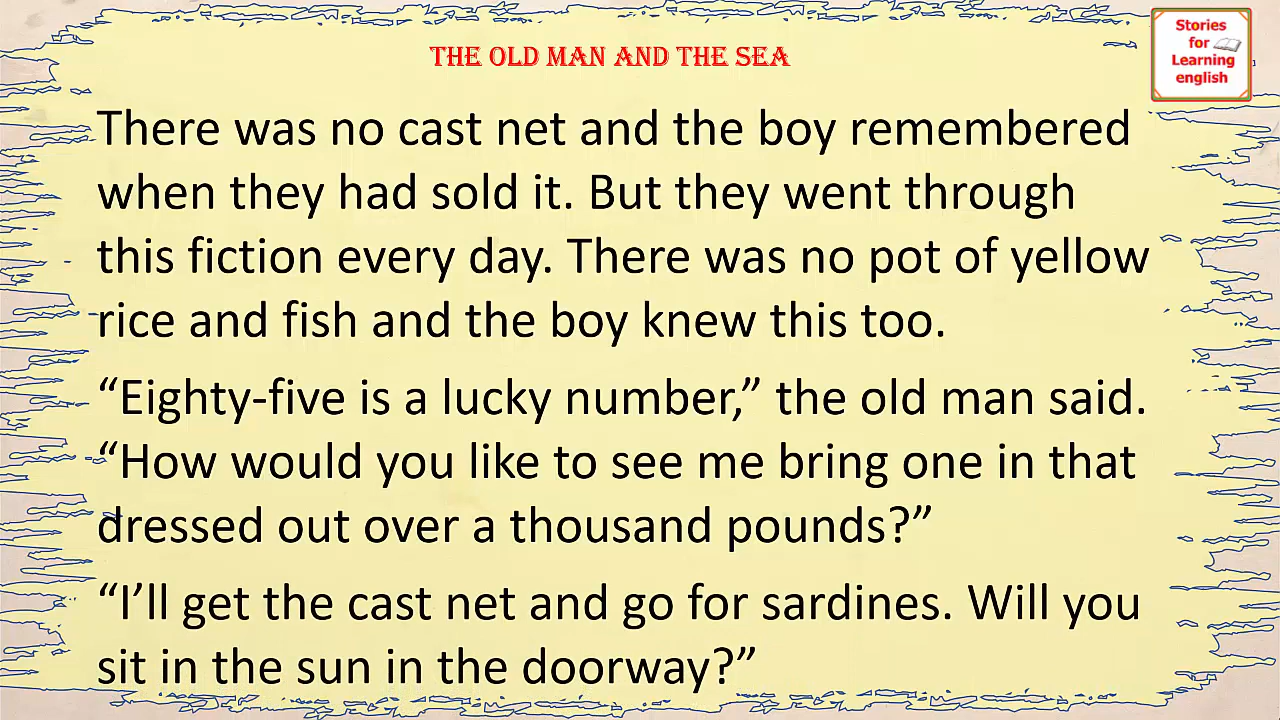 THE OLD MAN AND THE SEA
Stories
for
Learning
english
There was no cast net and the boy remembered
when they had sold it. But they went through
this fiction every day. There was no pot of yellow
rice and fish and the boy knew this too.
“Eighty-five is a lucky number,” the old man said.
“How would you like to see me bring one in that
dressed out over a thousand pounds?”
“I’ll get the cast net and go for sardines. Will you
sit in the sun in the doorway?”